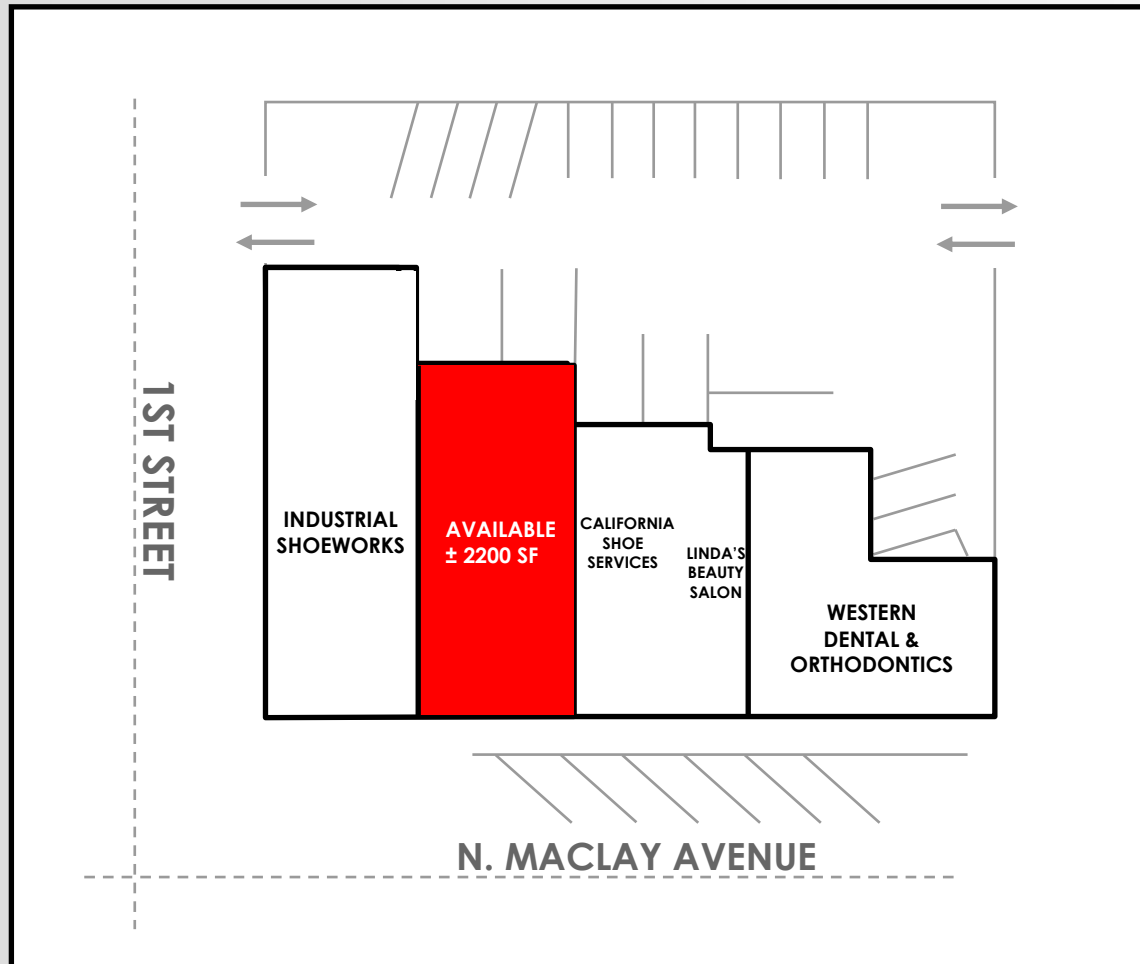 1ST STREET
INDUSTRIAL
SHOEWORKS
AVAILABLE
± 2200 SF
CALIFORNIA
SHOE
SERVICES
LINDA'S
BEAUTY
SALON
WESTERN
DENTAL &
ORTHODONTICS
N. MACLAY AVENUE